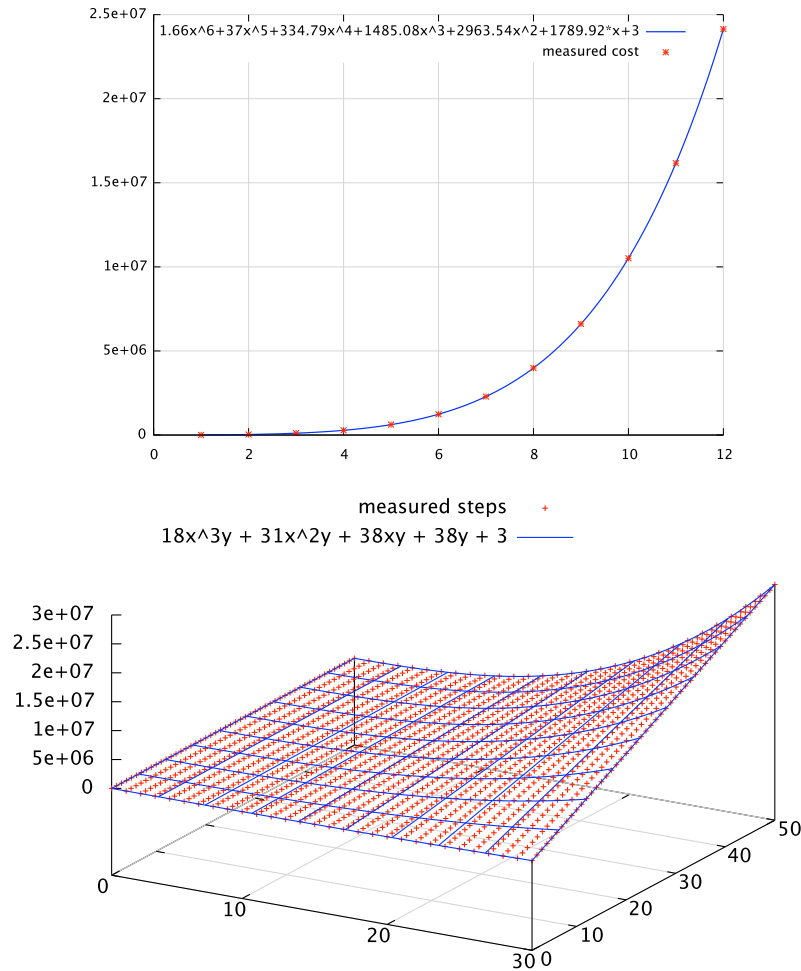 1.66x^6+37x^5+334.79x^4+1485.08x^3+2963.54x^2+1789.92*x+3
measured cost
2.5e+07
2e+07
1.5e+07
1e+07
5e+06
0
0 2 4 6 8 10 12
measured steps
18x^3y + 31x^2y + 38xy + 38y + 3
3e+07
2.5e+07
2e+07
1.5e+07
1e+07
5e+06
0
0
10
20
30
0
10
20
30
40
50